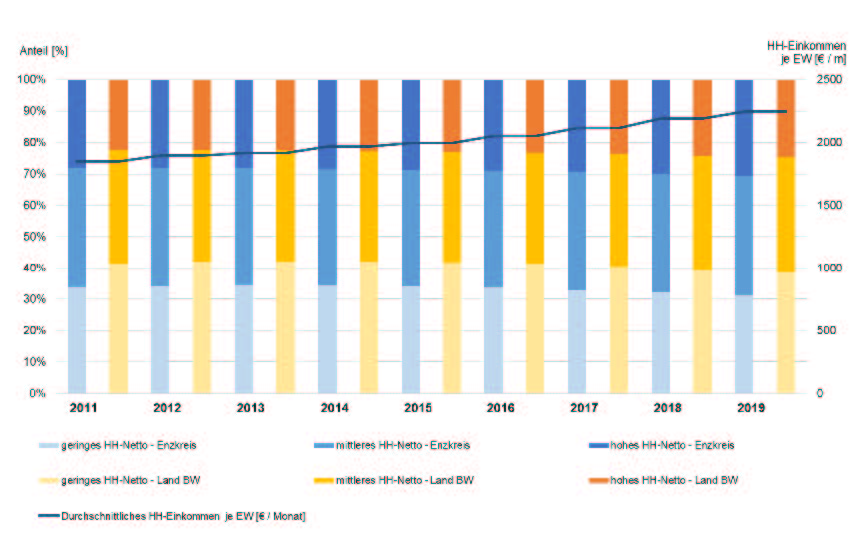 Anteil [%]
HH-Einkommen
je EW [€ / m]
100%
2500
90%
80%
2000
70%
60%
1500
50%
40%
1000
30%
20%
500
10%
0%
0
2011 2012 2013 2014 2015 2016 2017 2018 2019
geringes HH-Netto - Enzkreis mittleres HH-Netto - Enzkreis hohes HH-Netto - Enzkreis
geringes HH-Netto - Land BW mittleres HH-Netto - Land BW hohes HH-Netto - Land BW
Durchschnittliches HH-Einkommen je EW [€ / Monat]